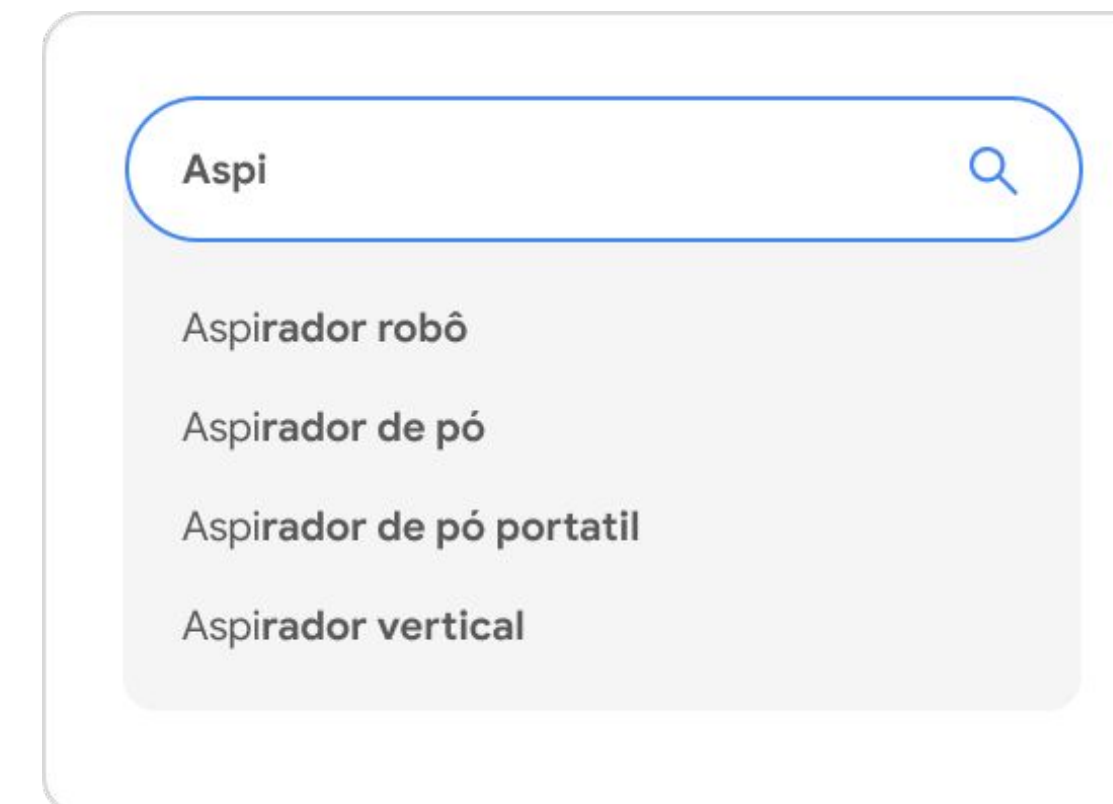 Aspi
Aspirador robô
Aspirador de pó
Aspirador de pó portatil
Aspirador vertical